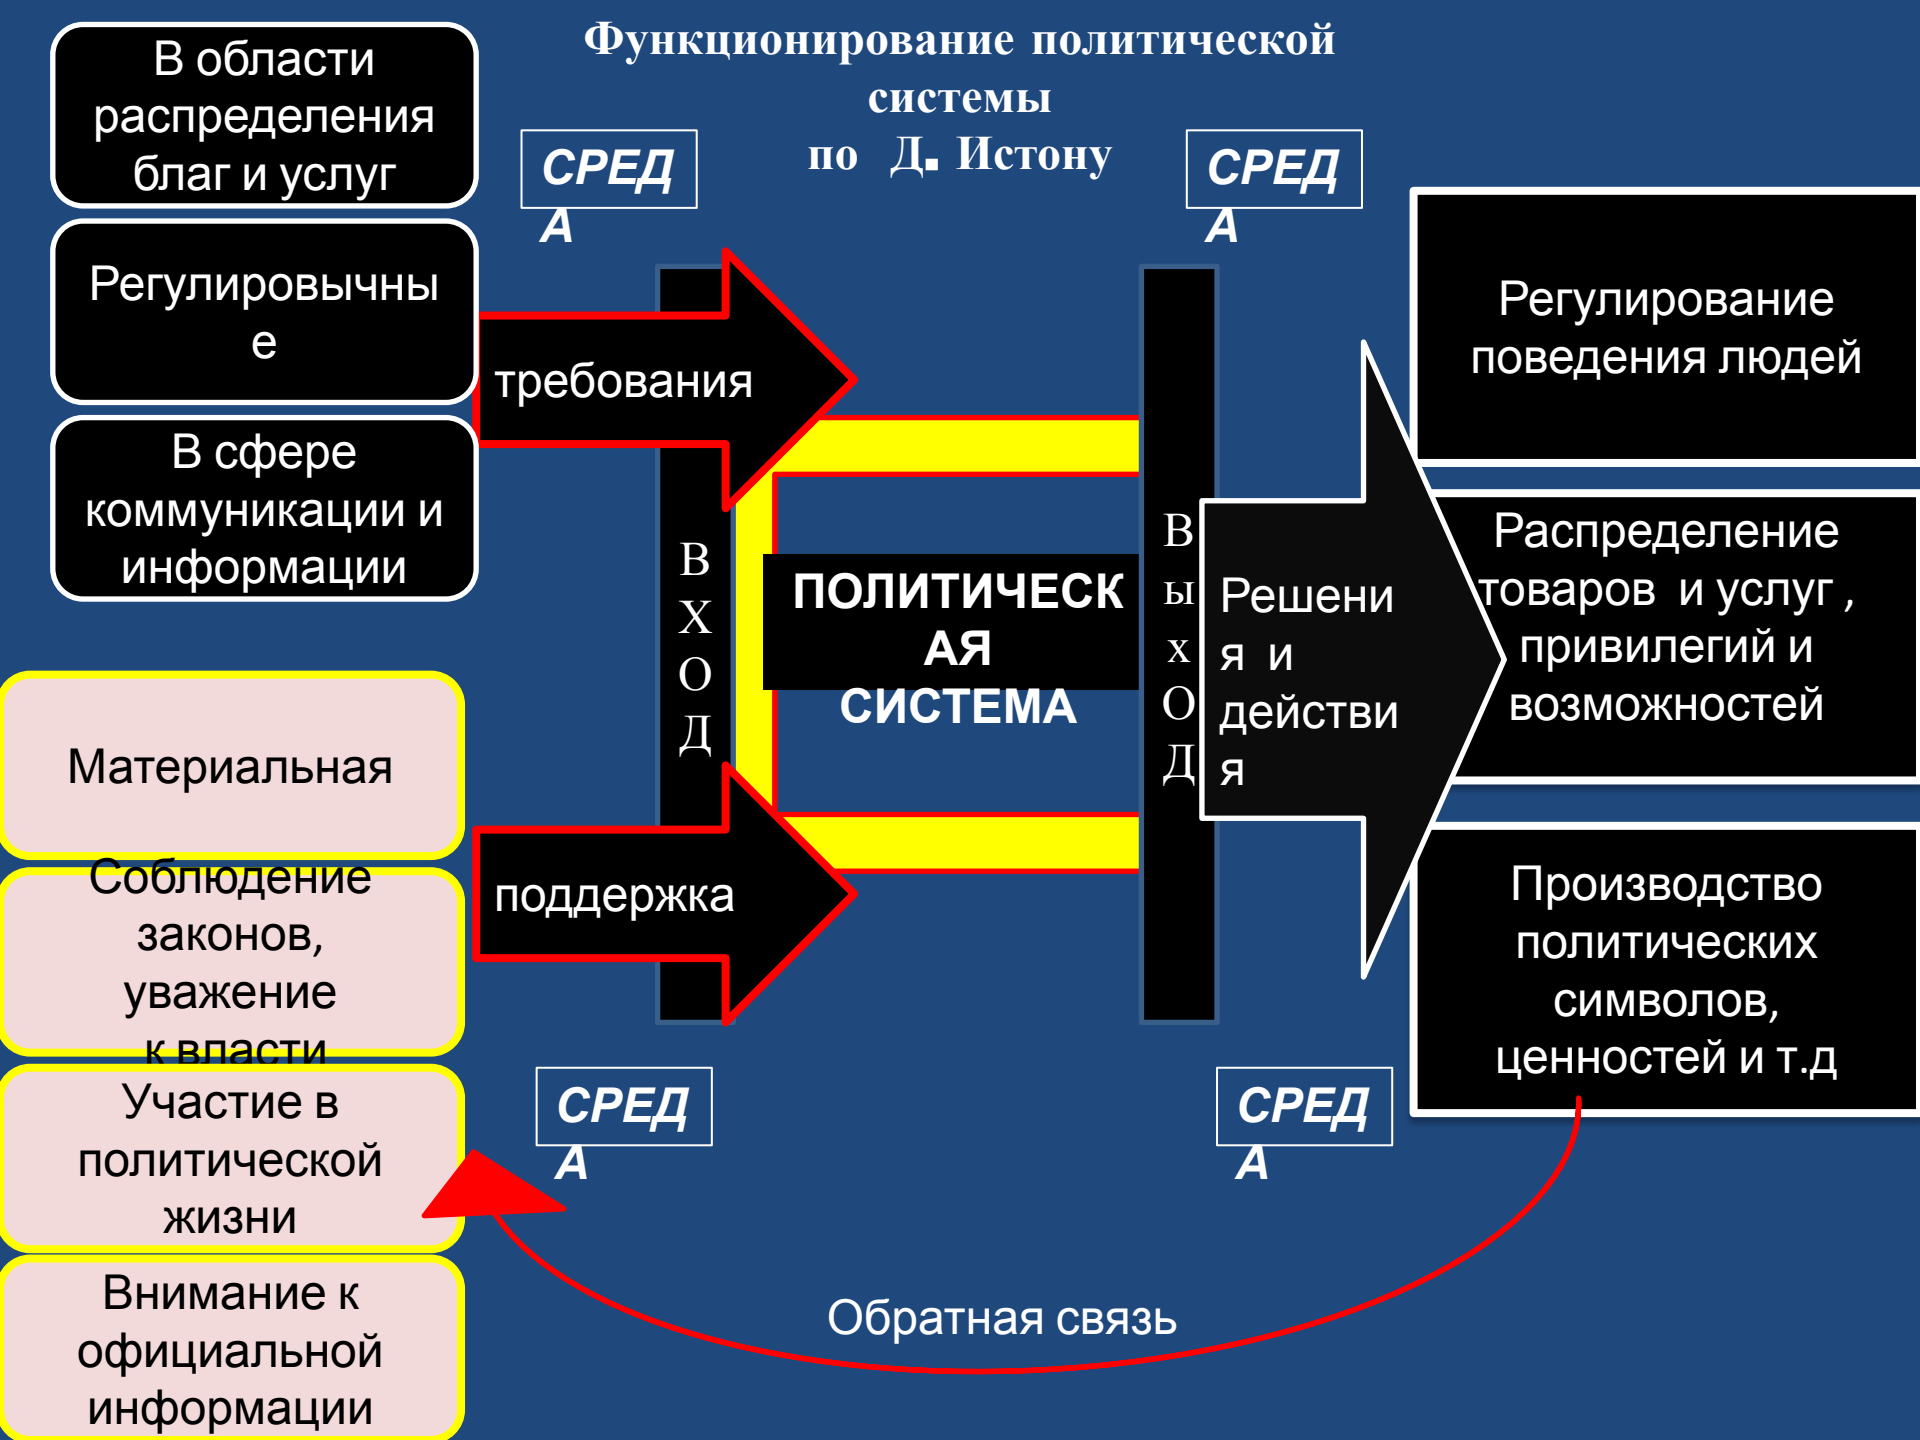 Функционирование политической
системы
по Д. Истону
В области
распределения
благ и услуг
Регулировычны
е
В сфере
коммуникации и
информации
СРЕД
А
СРЕД
А
требования
В
Х
О
Д
ПОЛИТИЧЕСК
АЯ
СИСТЕМА
В
ы
х
О
Д
Решени
я и
действи
я
Регулирование
поведения людей
Распределение
товаров и услуг ,
привилегий и
возможностей
Производство
политических
символов,
ценностей и т.д
Материальная
Соблюдение
законов,
уважение
к власти
Участие в
политической
жизни
Внимание к
официальной
информации
поддержка
СРЕД
А
СРЕД
А
Обратная связь